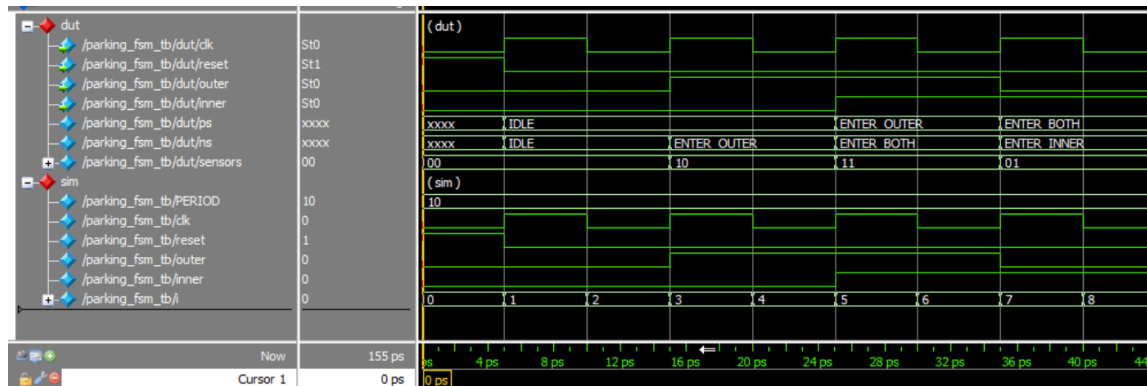 dut (dut)
/parking_fsm_tb/dut/clk St0
/parking_fsm_tb/dut/reset St1
/parking_fsm_tb/dut/outer St0
/parking_fsm_tb/dut/inner St0
/parking_fsm_tb/dut/ps xxxx xxxx IDLE ENTER_OUTER ENTER_BOTH
/parking_fsm_tb/dut/ns xxxx xxxx IDLE ENTER_OUTER ENTER_BOTH ENTER_INNER
/parking_fsm_tb/dut/sensors 00 00 10 11 01
sim (sim)
/parking_fsm_tb/PERIOD 10 10
/parking_fsm_tb/clk 0
/parking_fsm_tb/reset 1
/parking_fsm_tb/outer 0
/parking_fsm_tb/inner 0
/parking_fsm_tb/i 0 0 1 2 3 4 5 6 7 8
Now 155 ps ps 4 ps 8 ps 12 ps 16 ps 20 ps 24 ps 28 ps 32 ps 36 ps 40 ps 44
Cursor 1 0 ps 0 ps